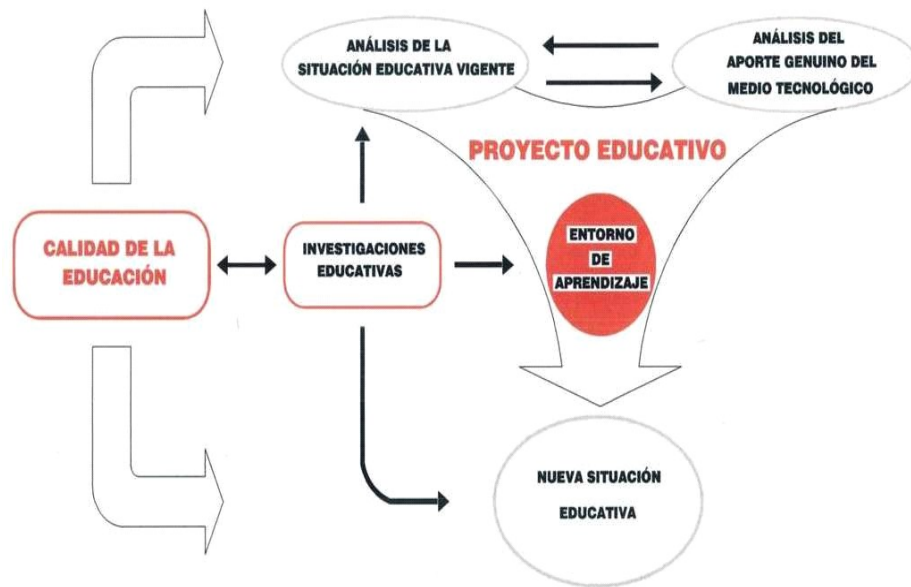 ANÁLISIS DE LA
SITUACIÓN EDUCATIVA VIGENTE
ANÁLISIS DEL
APORTE GENUINO DEL
MEDIO TECNOLÓGICO
PROYECTO EDUCATIVO
CALIDAD DE LA
EDUCACIÓN
INVESTIGACIONES
EDUCATIVAS
ENTORNO
DE
APRENDIZAJE
NUEVA SITUACIÓN
EDUCATIVA